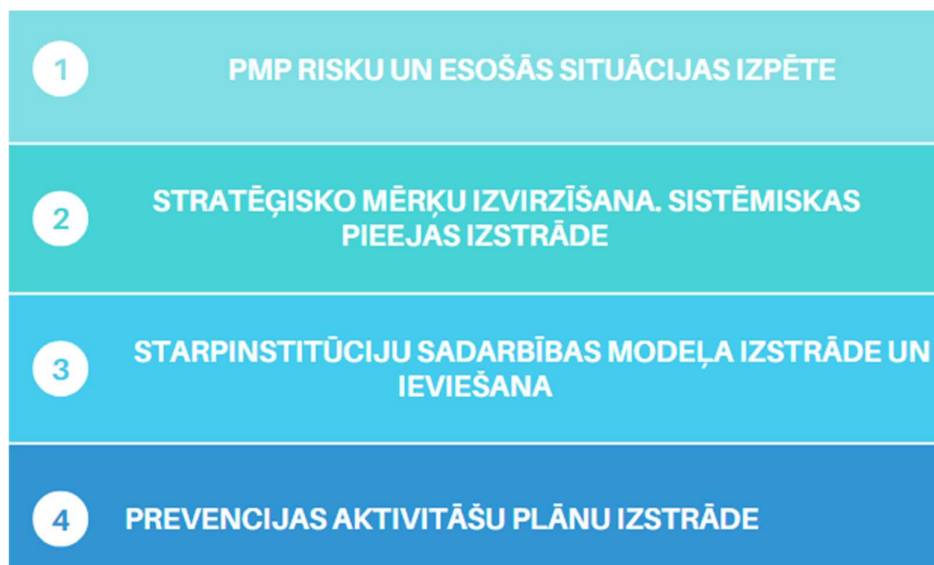 1
PMP RISKU UN ESOŠĀS SITUĀCIJAS IZPĒTE
2
STRATĒĢISKO MĒRĶU IZVIRZĪŠANA. SISTĒMISKAS
PIEEJAS IZSTRĀDE
3
STARPINSTITŪCIJU SADARBĪBAS MODEĻA IZSTRĀDE UN
IEVIEŠANA
4
PREVENCIJAS AKTIVITĀŠU PLĀNU IZSTRĀDE